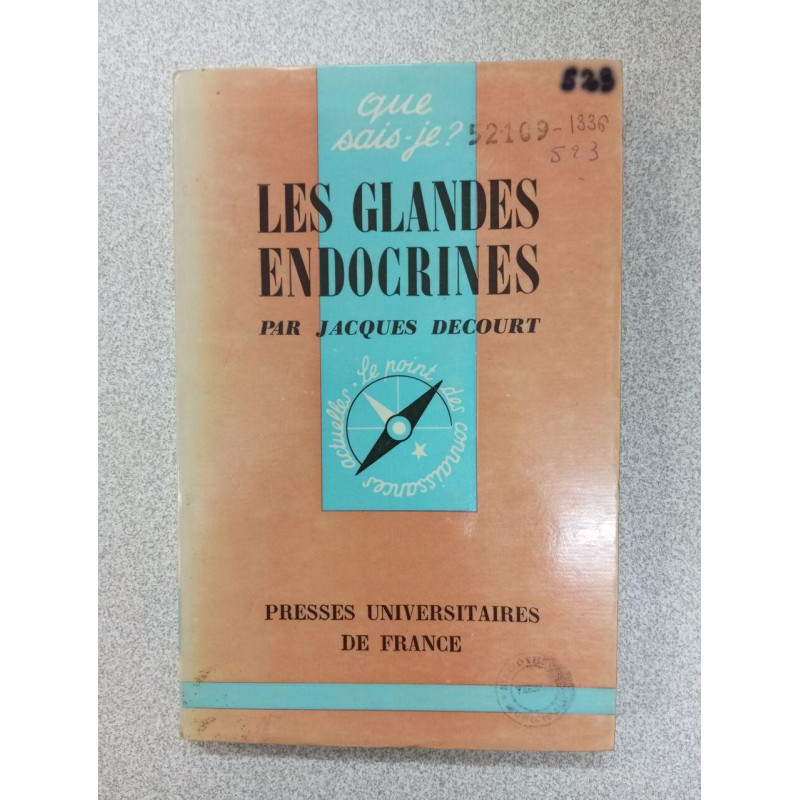 523
que
sais-je?
52109-1336
523
LES GLANDES
ENDOCRINES
PAR JACQUES DECOURT
Le point des connaissances actuelles.
PRESSES UNIVERSITAIRES
DE FRANCE